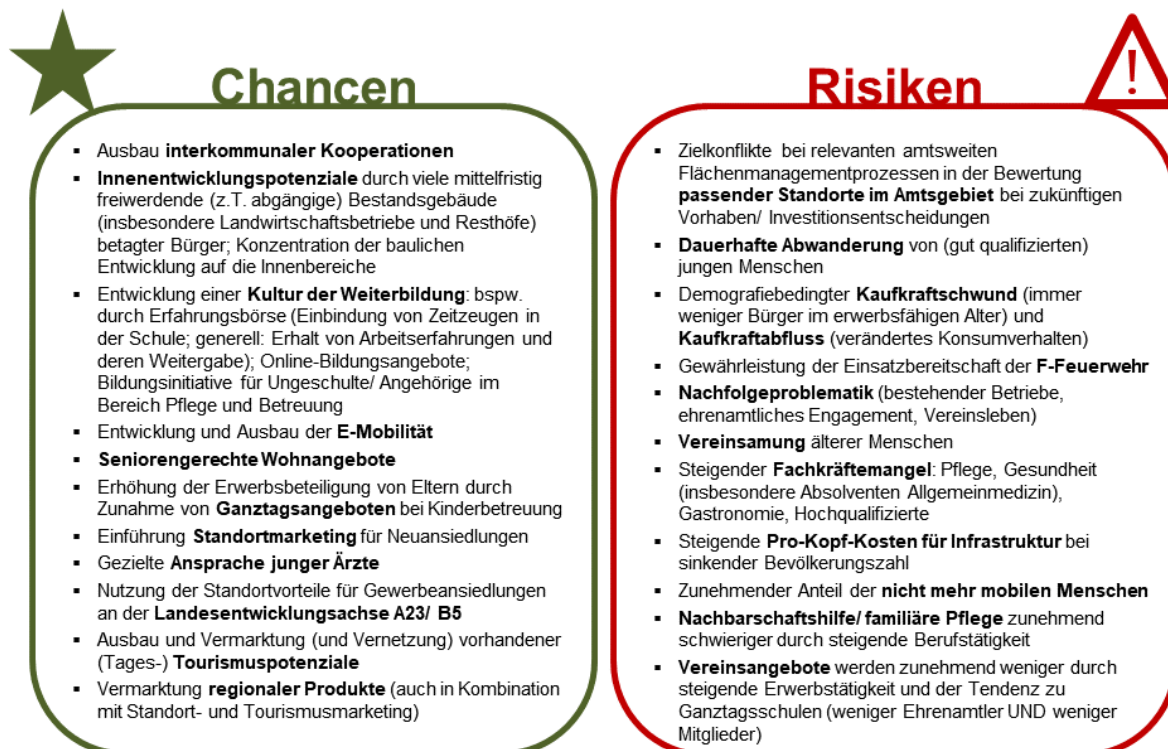 Chancen
▪ Ausbau interkommunaler Kooperationen
▪ Innenentwicklungspotenziale durch viele mittelfristig
freiwerdende (z.T. abgängige) Bestandsgebäude
(insbesondere Landwirtschaftsbetriebe und Resthöfe)
betagter Bürger; Konzentration der baulichen
Entwicklung auf die Innenbereiche
▪ Entwicklung einer Kultur der Weiterbildung: bspw.
durch Erfahrungsbörse (Einbindung von Zeitzeugen in
der Schule; generell: Erhalt von Arbeitserfahrungen und
deren Weitergabe); Online-Bildungsangebote;
Bildungsinitiative für Ungeschulte/ Angehörige im
Bereich Pflege und Betreuung
▪ Entwicklung und Ausbau der E-Mobilität
▪ Seniorengerechte Wohnangebote
▪ Erhöhung der Erwerbsbeteiligung von Eltern durch
Zunahme von Ganztagsangeboten bei Kinderbetreuung
▪ Einführung Standortmarketing für Neuansiedlungen
▪ Gezielte Ansprache junger Ärzte
▪ Nutzung der Standortvorteile für Gewerbeansiedlungen
an der Landesentwicklungsachse A23/ B5
▪ Ausbau und Vermarktung (und Vernetzung) vorhandener
(Tages-) Tourismuspotenziale
▪ Vermarktung regionaler Produkte (auch in Kombination
mit Standort- und Tourismusmarketing)
Risiken
!
▪ Zielkonflikte bei relevanten amtsweiten
Flächenmanagementprozessen in der Bewertung
passender Standorte im Amtsgebiet bei zukünftigen
Vorhaben/ Investitionsentscheidungen
▪ Dauerhafte Abwanderung von (gut qualifizierten)
jungen Menschen
▪ Demografiebedingter Kaufkraftschwund (immer
weniger Bürger im erwerbsfähigen Alter) und
Kaufkraftabfluss (verändertes Konsumverhalten)
▪ Gewährleistung der Einsatzbereitschaft der F-Feuerwehr
▪ Nachfolgeproblematik (bestehender Betriebe,
ehrenamtliches Engagement, Vereinsleben)
▪ Vereinsamung älterer Menschen
▪ Steigender Fachkräftemangel: Pflege, Gesundheit
(insbesondere Absolventen Allgemeinmedizin),
Gastronomie, Hochqualifizierte
▪ Steigende Pro-Kopf-Kosten für Infrastruktur bei
sinkender Bevölkerungszahl
▪ Zunehmender Anteil der nicht mehr mobilen Menschen
▪ Nachbarschaftshilfe/ familiäre Pflege zunehmend
schwieriger durch steigende Berufstätigkeit
▪ Vereinsangebote werden zunehmend weniger durch
steigende Erwerbstätigkeit und der Tendenz zu
Ganztagsschulen (weniger Ehrenamtler UND weniger
Mitglieder)